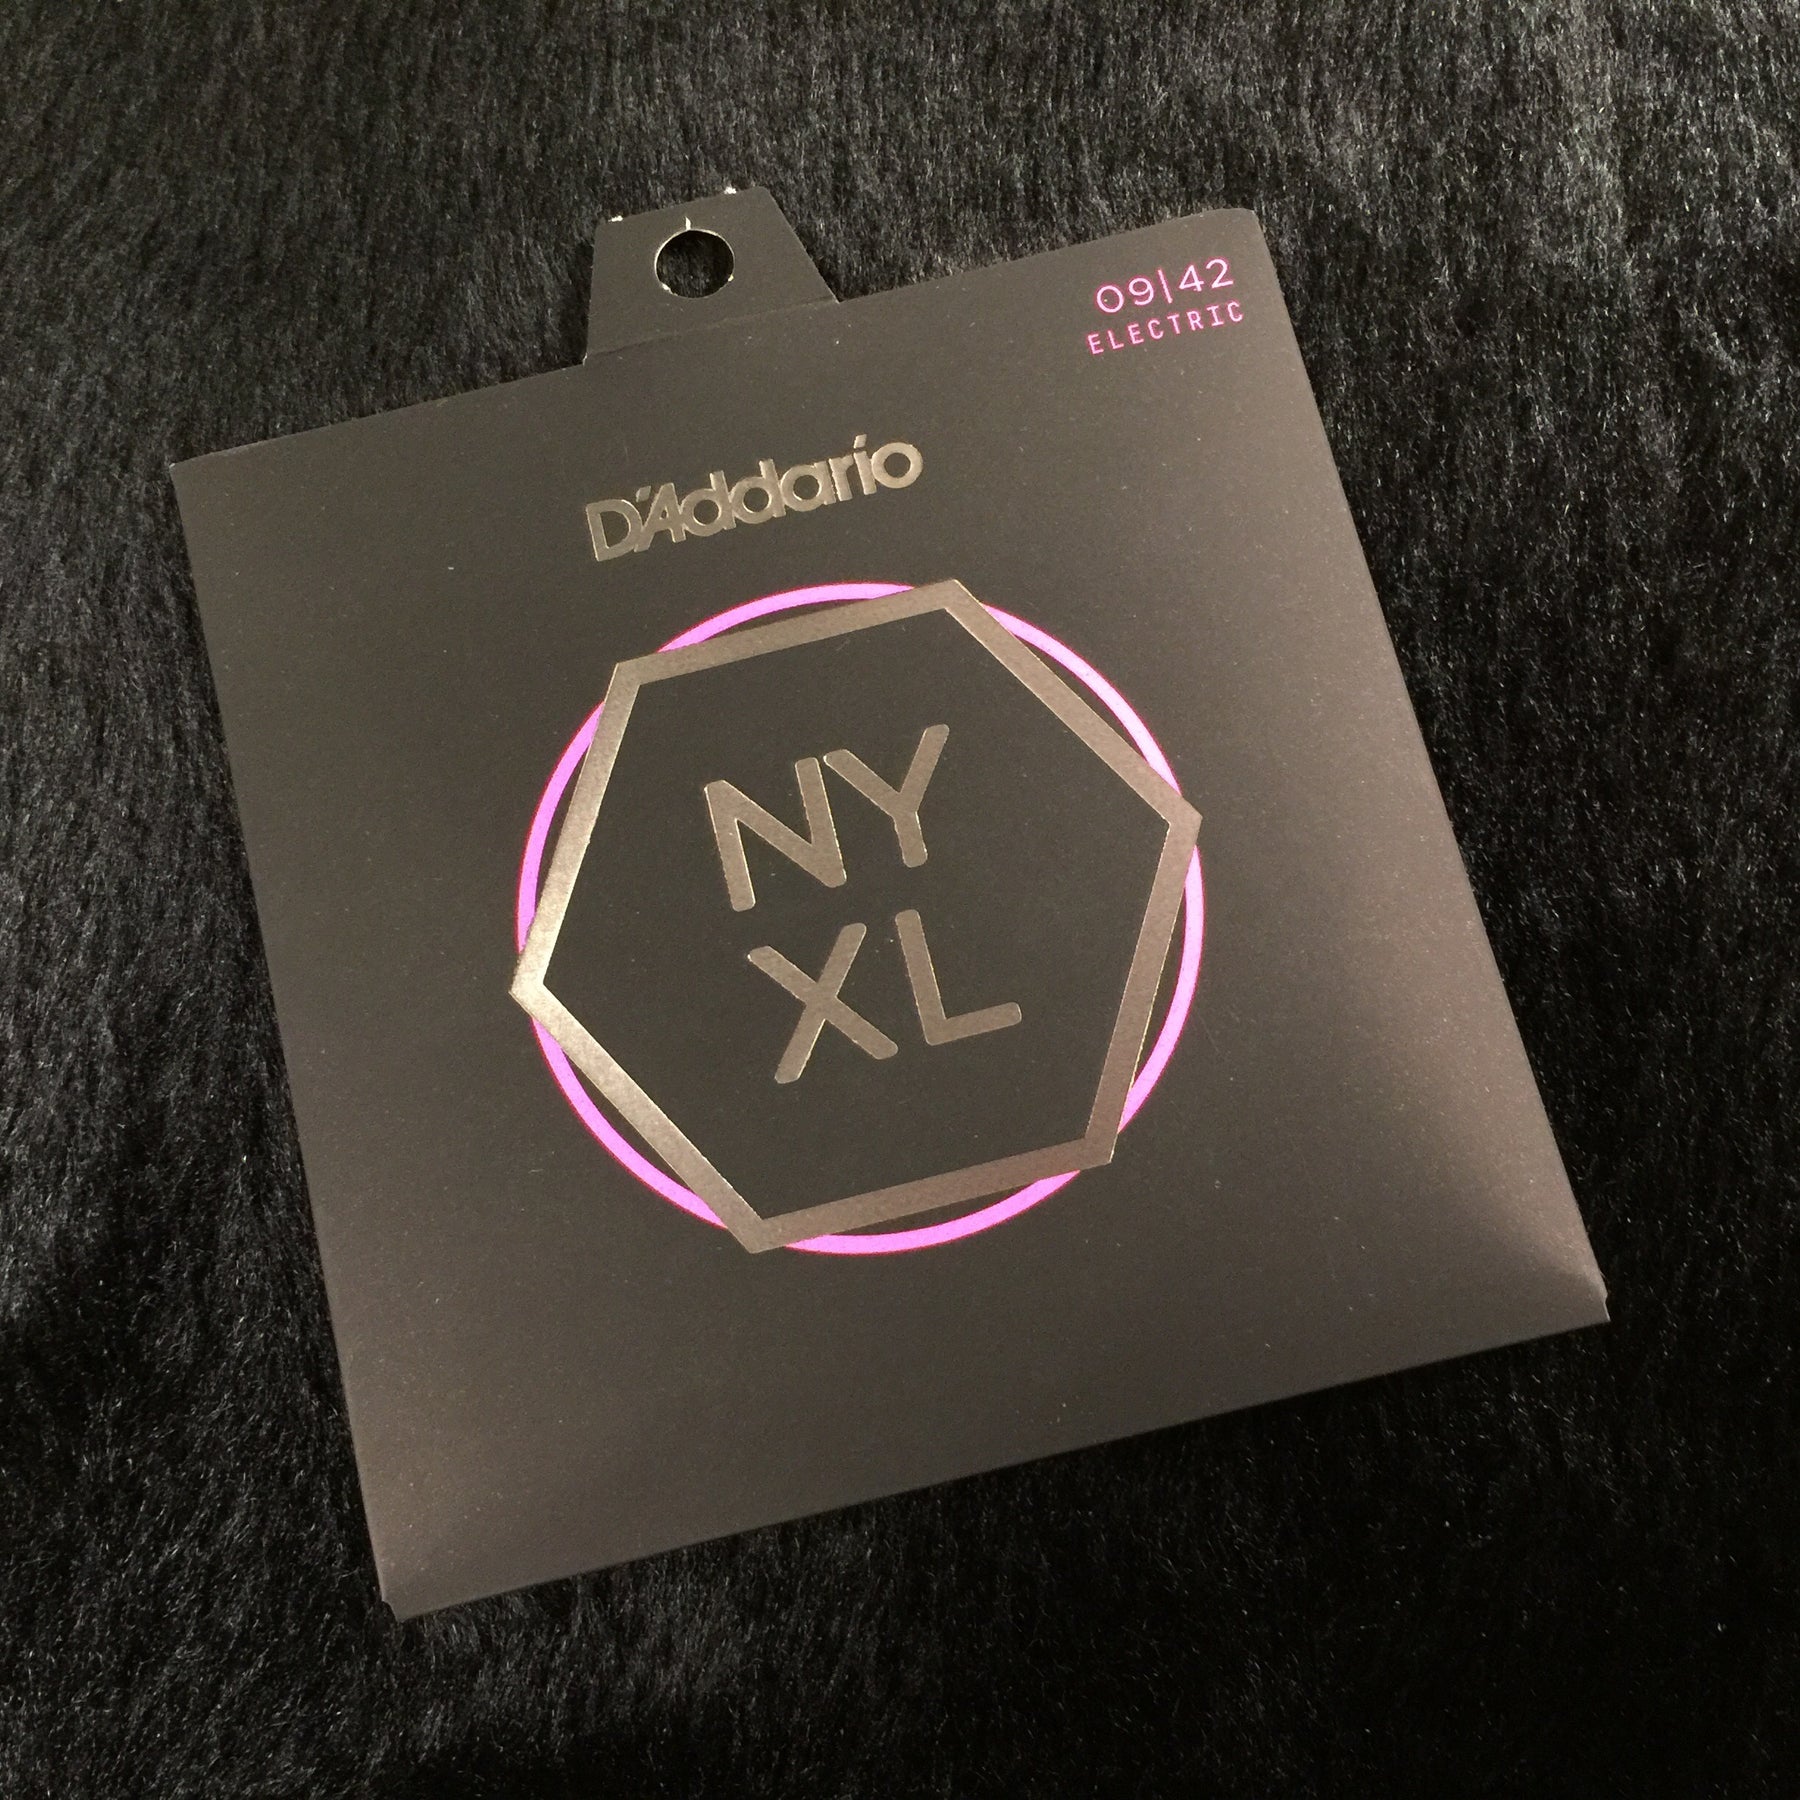 09|42
ELECTRIC
D'Addario
NY
XL